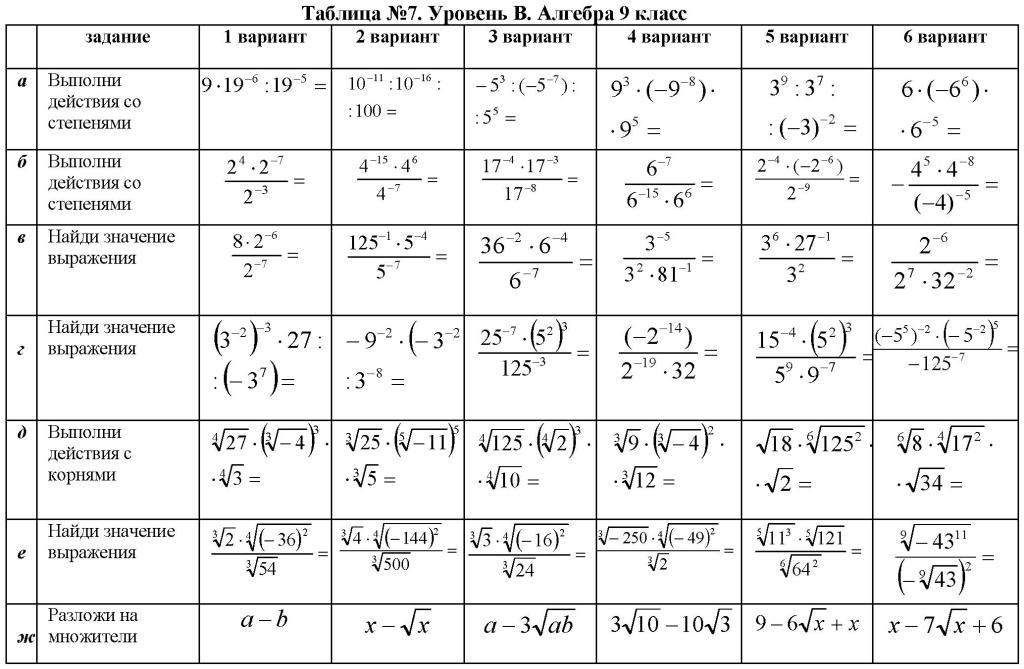 Таблица №7. Уровень В. Алгебра 9 класс
задание 1 вариант 2 вариант 3 вариант 4 вариант 5 вариант 6 вариант
а Выполни действия со степенями
9·19⁻⁶ :19⁻⁵ =
10⁻¹¹ :10⁻¹⁶ :
:100 =
−5³ :(−5⁻⁷) :
:5⁵ =
9³ ·(−9⁻⁸)·
·9⁵ =
3⁹ :3⁷ :
:(−3)⁻² =
6·(−6⁶)·
·6⁻⁵ =
б Выполни действия со степенями
(2⁴ · 2⁻⁷)/2⁻³ =
(4⁻¹⁵ · 4⁶)/4⁻⁷ =
(17⁻⁴ ·17⁻³)/17⁻⁸ =
6⁻⁷/(6⁻¹⁵ · 6⁶) =
(2⁻⁴ ·(−2⁻⁶))/2⁻⁹ =
−(4⁵ · 4⁻⁸)/(−4)⁻⁵ =
в Найди значение выражения
(8·2⁻⁶)/2⁻⁷ =
(125⁻¹ ·5⁻⁴)/5⁻⁷ =
(36⁻² · 6⁻⁴)/6⁻⁷ =
3⁻⁵/(3² ·81⁻¹) =
(3⁶ · 27⁻¹)/3² =
2⁻⁶/(2⁷ ·32⁻²) =
г Найди значение выражения
(3⁻²)⁻³ · 27 :
:(−3⁷)=
−9⁻² ·(−3⁻²
:3⁻⁸ =
(25⁻⁷ ·(5²)³)/125⁻³ =
(−2⁻¹⁴)/(2⁻¹⁹ ·32) =
(15⁻⁴ ·(5²)³)/(5⁹ ·9⁻⁷) =
((−5⁵)⁻² ·(−5⁻²)⁵)/(−125⁻⁷) =
д Выполни действия с корнями
∜27 ·(∛−4)³ ·
·∜3 =
∛25 ·(⁵√−11)⁵
·∛5 =
∜125 ·(∜2)³ ·
·∜10 =
∛9 ·(∛−4)² ·
·∛12 =
√18 · ⁶√125² ·
·√2 =
⁶√8 · ∜17² ·
·√34 =
е Найди значение выражения
(∛2 · ∜(−36)²)/∛54 =
(∛4 · ∜(−144)²)/∛500 =
(∛3 · ∜(−16)²)/∛24 =
(∛−250 · ∜(−49)²)/∛2 =
(⁵√11³ · ⁵√121)/⁶√64² =
⁹√−43¹¹/(−⁹√43)² =
ж Разложи на множители
a − b
x − √x
a − 3√ab
3√10 − 10√3
9 − 6√x + x
x − 7√x + 6